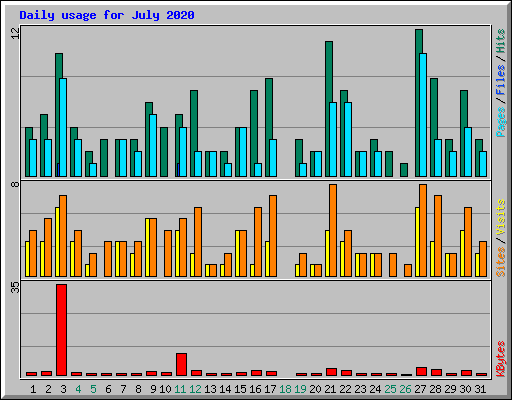 Daily usage for July 2020
12
8
35
Pages / Files / Hits
Sites / Visits
KBytes
1 2 3 4 5 6 7 8 9 10 11 12 13 14 15 16 17 18 19 20 21 22 23 24 25 26 27 28 29 30 31